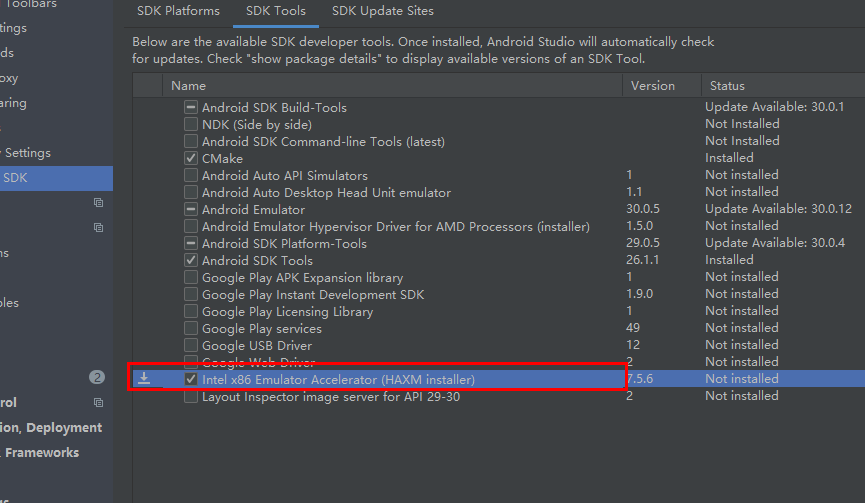 Toolbars
SDK Platforms SDK Tools SDK Update Sites
tings
Below are the available SDK developer tools. Once installed, Android Studio will automatically check
for updates. Check "show package details" to display available versions of an SDK Tool.
ds
oxy
Name Version Status
aring
Android SDK Build-Tools Update Available: 30.0.1
NDK (Side by side) Not Installed
Android SDK Command-line Tools (latest) Not Installed
Settings
CMake Installed
SDK
Android Auto API Simulators 1 Not installed
Android Auto Desktop Head Unit emulator 1.1 Not installed
Android Emulator 30.0.5 Update Available: 30.0.12
Android Emulator Hypervisor Driver for AMD Processors (installer) 1.5.0 Not installed
Android SDK Platform-Tools 29.0.5 Update Available: 30.0.4
ns
Android SDK Tools 26.1.1 Installed
Google Play APK Expansion library 1 Not installed
Google Play Instant Development SDK 1.9.0 Not installed
oles
Google Play Licensing Library 1 Not installed
Google Play services 49 Not installed
Google USB Driver 12 Not installed
Google Web Driver 2 Not installed
2
Intel x86 Emulator Accelerator (HAXM installer) 7.5.6 Not installed
Layout Inspector image server for API 29-30 2 Not installed
rol
ion, Deployment
Frameworks